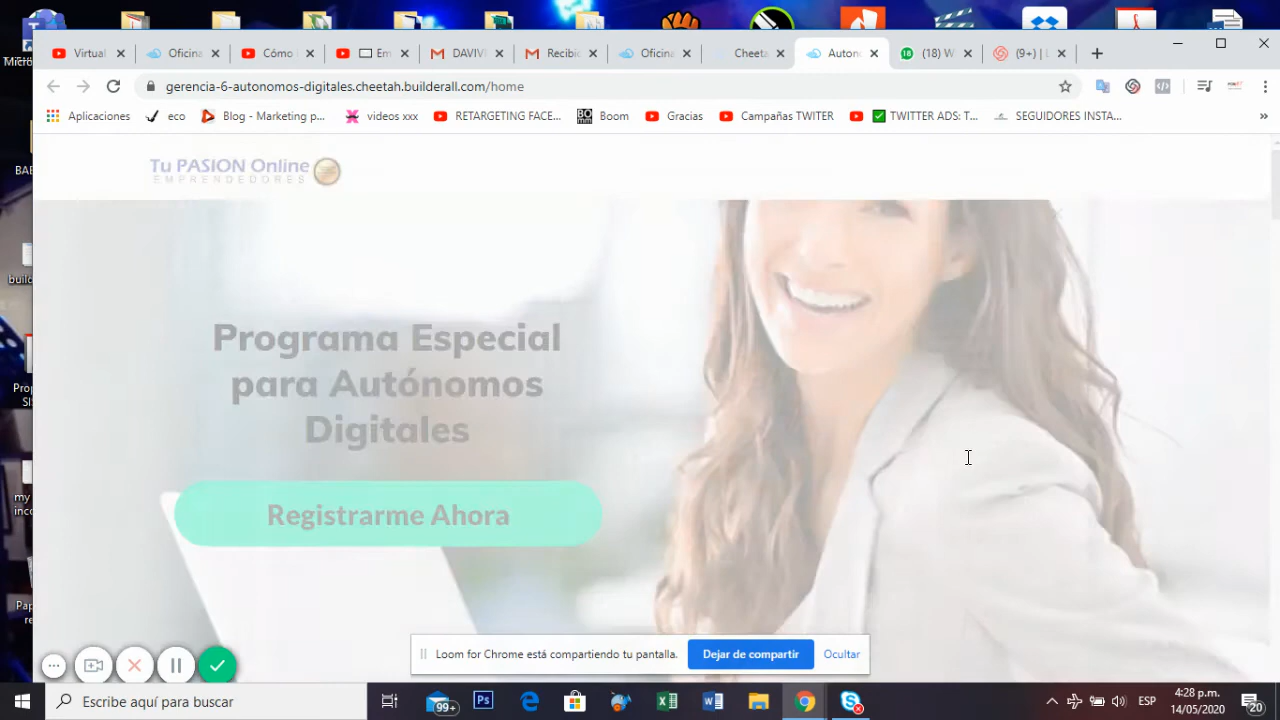 Virtual
Oficina
Cómo
Em
DAVIVI
Recibi
Oficina
Cheeta
Autono
(18) W
(9+) |
gerencia-6-autonomos-digitales.cheetah.builderall.com/home
Aplicaciones
eco
Blog - Marketing p...
videos xxx
RETARGETING FACE...
BOOM
Boom
Gracias
Campañas TWITTER
TWITTER ADS: T...
SEGUIDORES INSTA...
»
Tu PASION Online
EMPRENDEDORES
Programa Especial
para Autónomos
Digitales
Registrarme Ahora
Loom for Chrome está compartiendo tu pantalla.
Dejar de compartir
Ocultar
Escribe aquí para buscar
99+
Ps
ESP
4:28 p.m.
14/05/2020
20